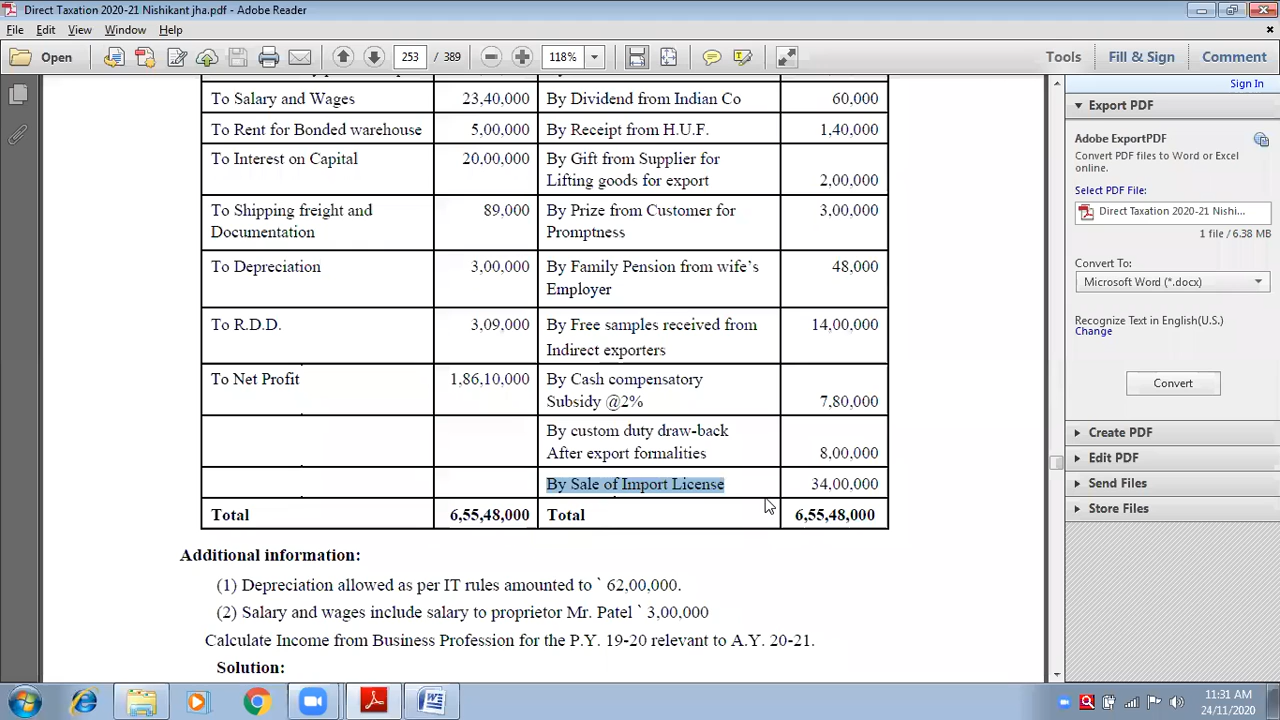 Direct Taxation 2020-21 Nishikant jha.pdf - Adobe Reader
File Edit View Window Help
Open 253 / 389 118% Tools Fill & Sign Comment
Sign In
To Salary and Wages 23,40,000 By Dividend from Indian Co 60,000
To Rent for Bonded warehouse 5,00,000 By Receipt from H.U.F. 1,40,000
To Interest on Capital 20,00,000 By Gift from Supplier for
Lifting goods for export 2,00,000
To Shipping freight and 89,000 By Prize from Customer for 3,00,000
Documentation Promptness
To Depreciation 3,00,000 By Family Pension from wife's 48,000
Employer
To R.D.D. 3,09,000 By Free samples received from 14,00,000
Indirect exporters
To Net Profit 1,86,10,000 By Cash compensatory
Subsidy @2% 7,80,000
By custom duty draw-back
After export formalities 8,00,000
By Sale of Import License 34,00,000
Total 6,55,48,000 Total 6,55,48,000
Additional information:
(1) Depreciation allowed as per IT rules amounted to ` 62,00,000.
(2) Salary and wages include salary to proprietor Mr. Patel ` 3,00,000
Calculate Income from Business Profession for the P.Y. 19-20 relevant to A.Y. 20-21.
Solution:
Export PDF
Adobe ExportPDF
Convert PDF files to Word or Excel
online.
Select PDF File:
Direct Taxation 2020-21 Nishi...
1 file / 6.38 MB
Convert To:
Microsoft Word (*.docx)
Recognize Text in English(U.S.)
Change
Convert
Create PDF
Edit PDF
Send Files
Store Files
11:31 AM
24/11/2020